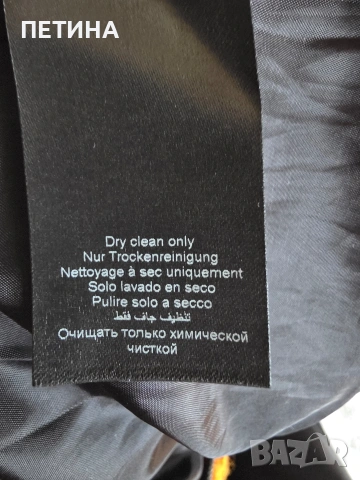 ПЕТИНА
Dry clean only
Nur Trockenreinigung
Nettoyage à sec uniquement
Solo lavado en seco
Pulire solo a secco
تنظيف جاف فقط
Очищать только химической
чисткой
BAZAR